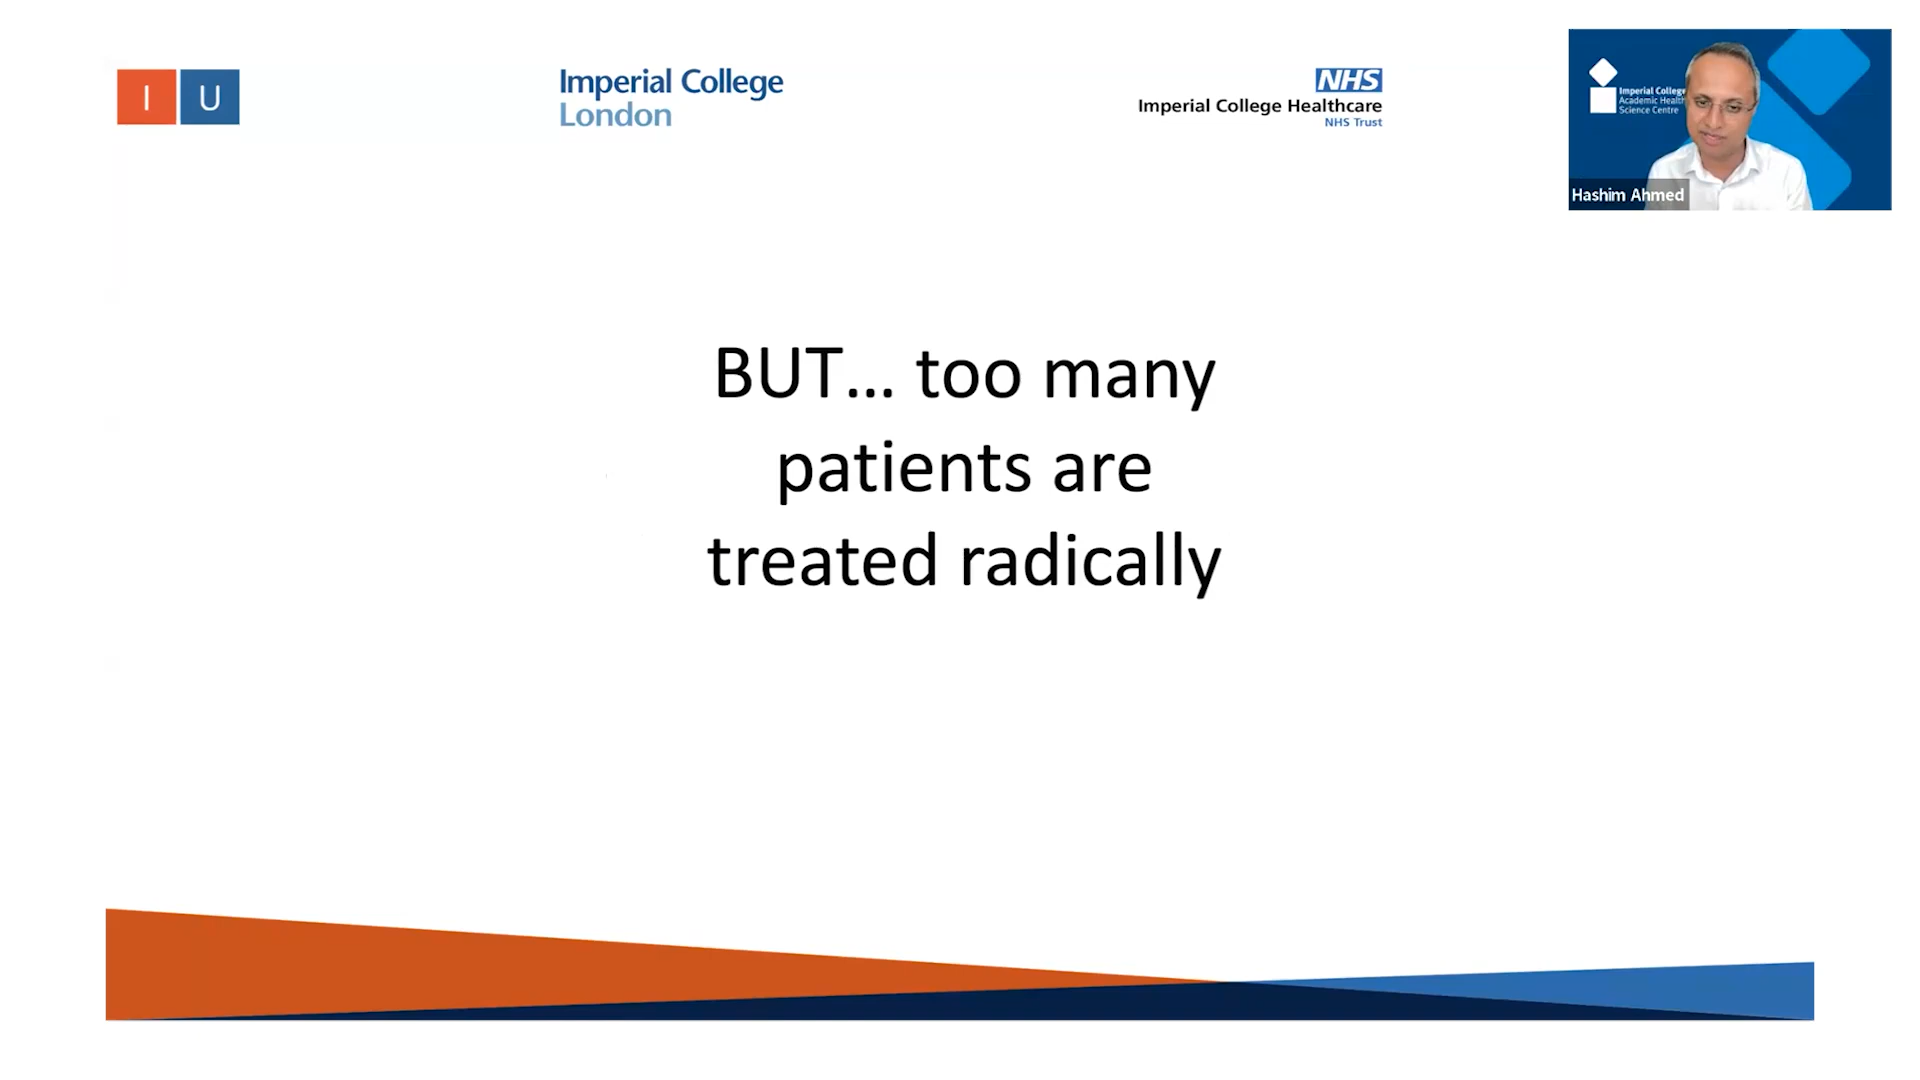 I U
Imperial College
London
NHS
Imperial College Healthcare
NHS Trust
Imperial College
Academic Health
Science Centre
Hashim Ahmed
BUT... too many
patients are
treated radically